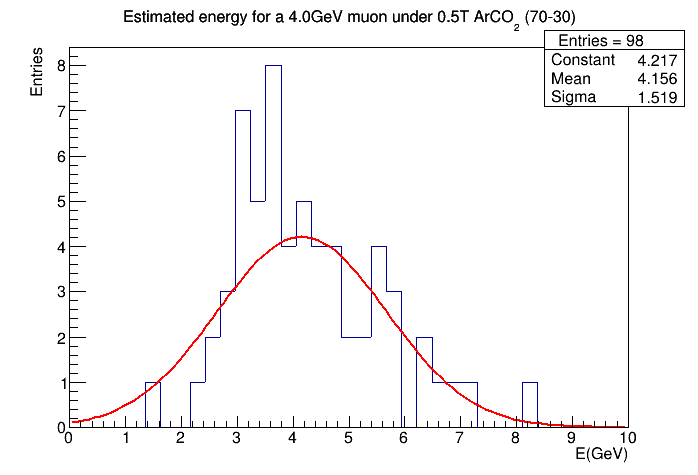 Estimated energy for a 4.0GeV muon under 0.5T ArCO2 (70-30)
Entries = 98
Constant 4.217
Mean 4.156
Sigma 1.519
Entries
8
7
6
5
4
3
2
1
0
0 1 2 3 4 5 6 7 8 9 10
E(GeV)